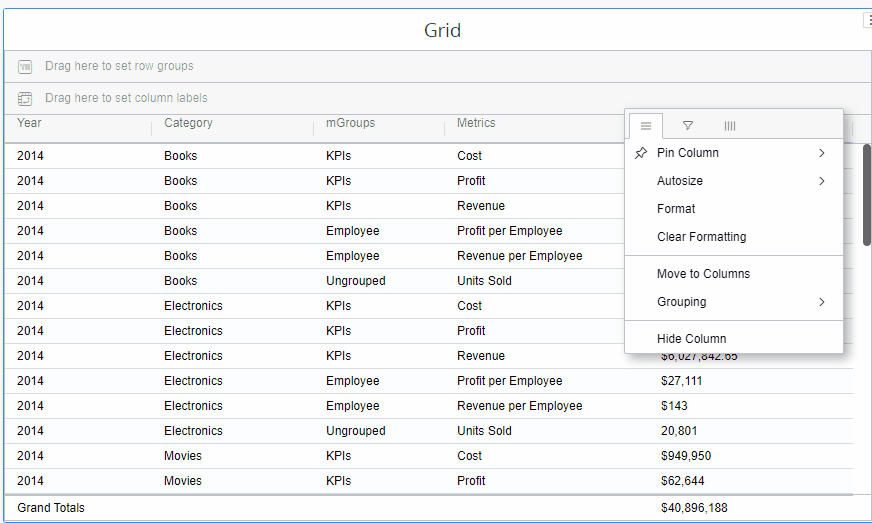 Grid
Drag here to set row groups
Drag here to set column labels
Year Category mGroups Metrics
Pin Column
Autosize
Format
Clear Formatting
Move to Columns
Grouping
Hide Column
2014 Books KPIs Cost
2014 Books KPIs Profit
2014 Books KPIs Revenue
2014 Books Employee Profit per Employee
2014 Books Employee Revenue per Employee
2014 Books Ungrouped Units Sold
2014 Electronics KPIs Cost
2014 Electronics KPIs Profit
2014 Electronics KPIs Revenue $6,027,842.65
2014 Electronics Employee Profit per Employee $27,111
2014 Electronics Employee Revenue per Employee $143
2014 Electronics Ungrouped Units Sold 20,801
2014 Movies KPIs Cost $949,950
2014 Movies KPIs Profit $62,644
Grand Totals $40,896,188